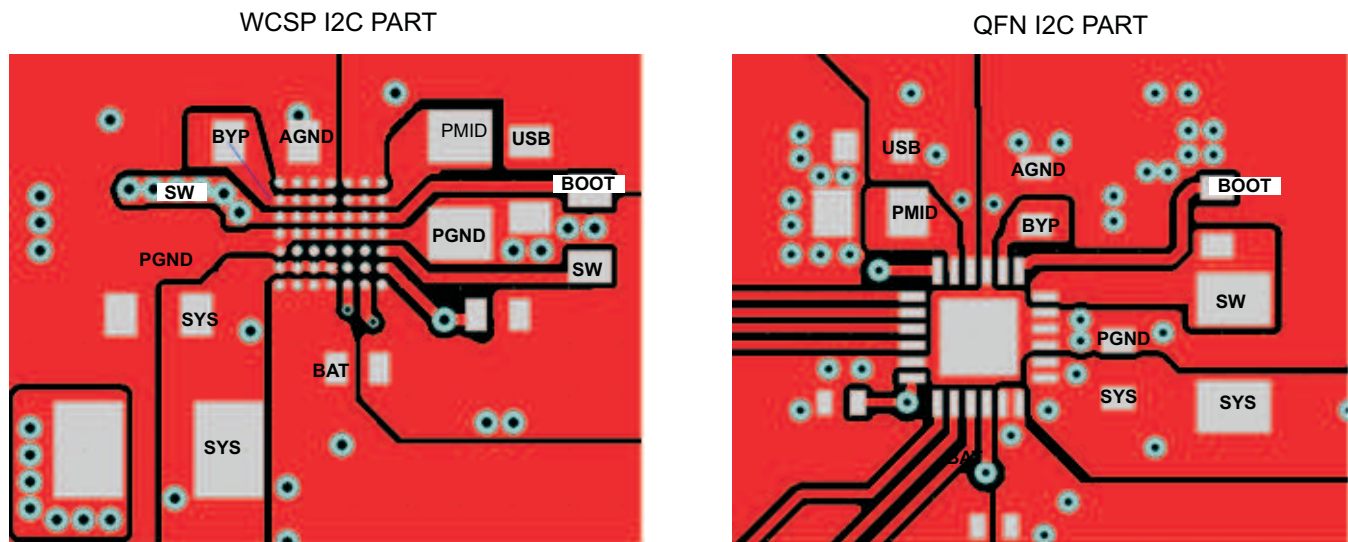 WCSP I2C PART
QFN I2C PART
BYP
AGND
PMID
USB
SW
BOOT
PGND
PGND
SW
SYS
BAT
SYS
USB
AGND
BOOT
PMID
BYP
SW
PGND
SYS
SYS
BAT